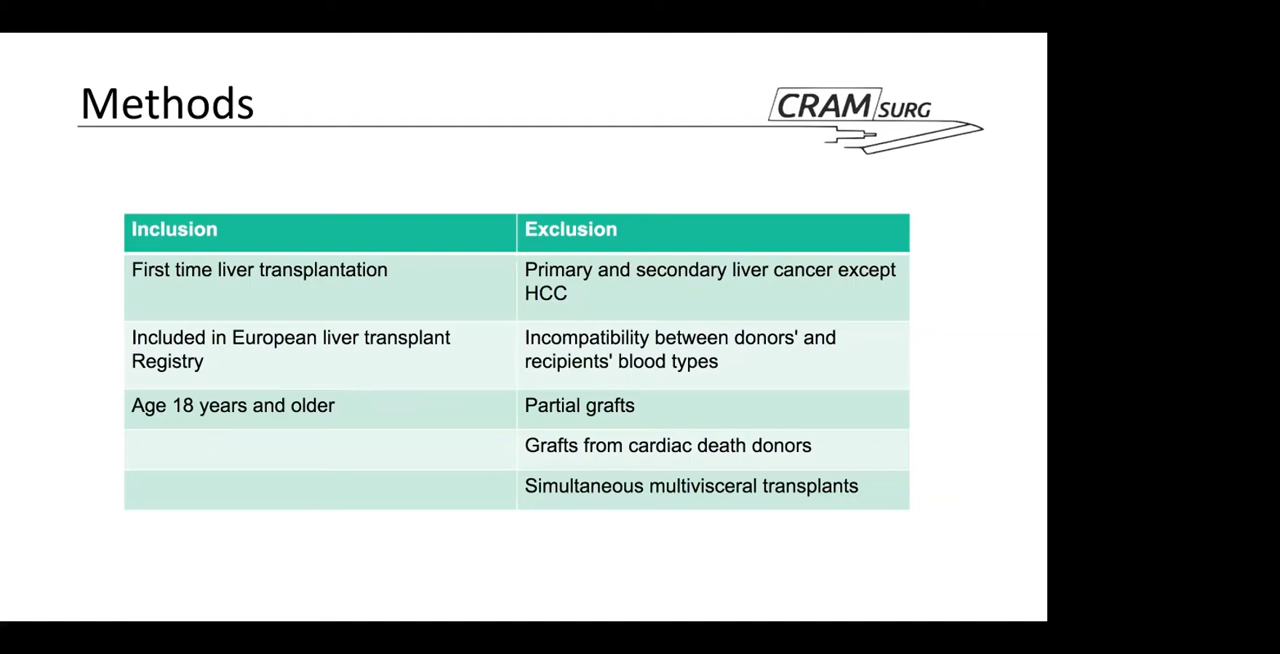 Methods
CRAM SURG
Inclusion
Exclusion
First time liver transplantation
Primary and secondary liver cancer except
HCC
Included in European liver transplant
Registry
Incompatibility between donors' and
recipients' blood types
Age 18 years and older
Partial grafts
Grafts from cardiac death donors
Simultaneous multivisceral transplants